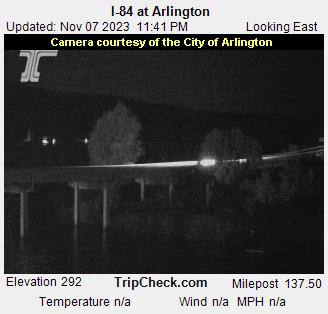 I-84 at Arlington
Updated: Nov 07 2023 11:41 PM Looking East
Camera courtesy of the City of Arlington
Elevation 292 TripCheck.com Milepost 137.50
Temperature n/a Wind n/a MPH n/a